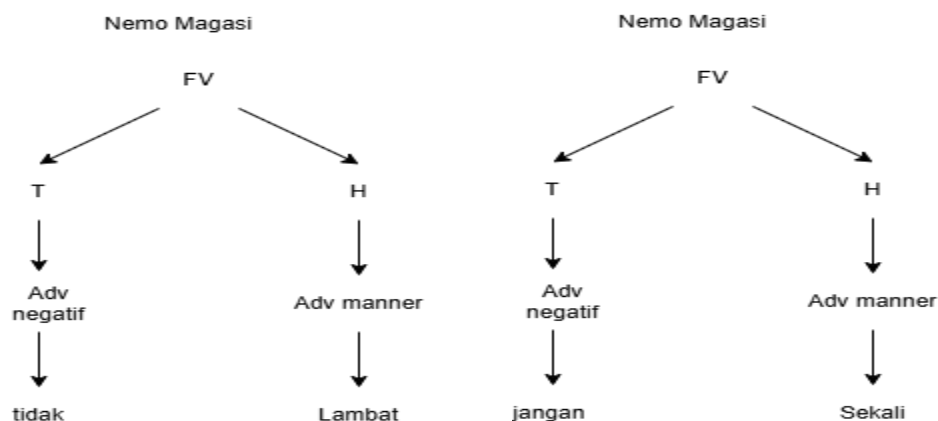 Nemo Magasi
FV
T H
Adv
negatif
Adv manner
tidak Lambat
Nemo Magasi
FV
T H
Adv
negatif
Adv manner
jangan Sekali